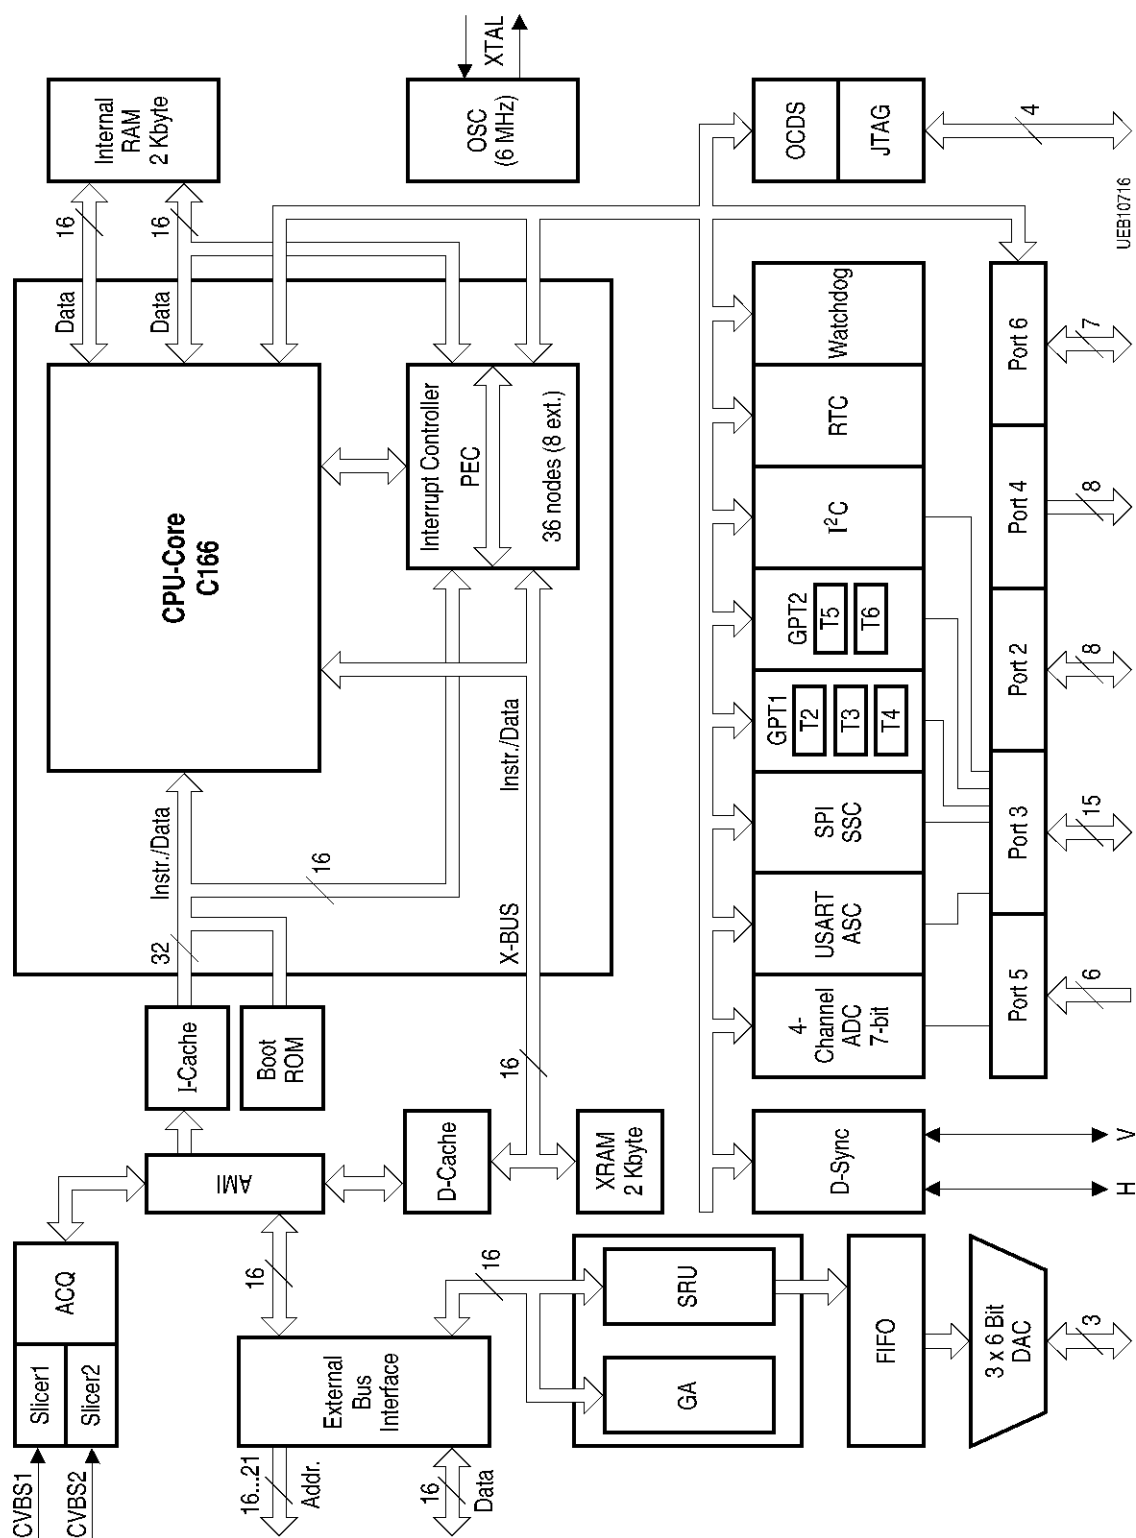 XTAL
Internal
RAM
2 Kbyte
OSC
(6 MHz)
OCDS
JTAG
4
UEB10716
16
16
Data
Data
CPU-Core
C166
Interrupt Controller
PEC
36 nodes (8 ext.)
Watchdog
RTC
I²C
GPT2
T5
T6
GPT1
T2
T3
T4
SPI
SSC
USART
ASC
4-
Channel
ADC
7-bit
Port 6
7
Port 4
8
Port 2
8
Port 3
15
Port 5
6
Instr./Data
Instr./Data
16
32
X-BUS
16
I-Cache
Boot
ROM
AMI
D-Cache
XRAM
2 Kbyte
D-Sync
H
V
ACQ
Slicer1
Slicer2
CVBS1
CVBS2
16
External
Bus
Interface
16
16...21
Addr.
16
Data
SRU
GA
FIFO
3 x 6 Bit
DAC
3